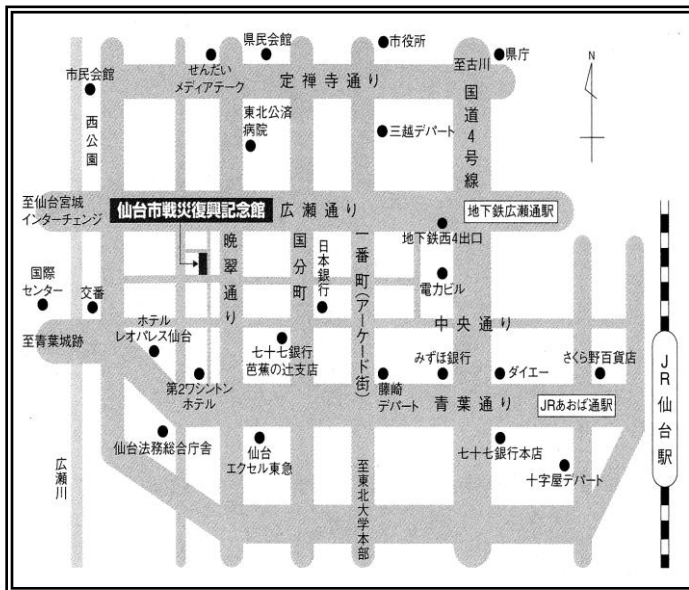 県民会館
市役所
県庁
至古川
せんだい
メディアテーク
市民会館
定禅寺通り
国道4号線
N
西公園
東北公済
病院
三越デパート
至仙台宮城
インターチェンジ
仙台市戦災復興記念館
広瀬通り
地下鉄広瀬通駅
地下鉄西4出口
晩翠通り
国分町
日本銀行
一番町(アーケード街)
電力ビル
国際
センター
交番
至青葉城跡
ホテル
レオパレス仙台
七十七銀行
芭蕉の辻支店
中央通り
みずほ銀行
ダイエー
さくら野百貨店
JR仙台駅
第2ワシントン
ホテル
藤崎
デパート
青葉通り
JRあおば通駅
仙台法務総合庁舎
仙台
エクセル東急
七十七銀行本店
十字屋デパート
広瀬川
至東北大学本部